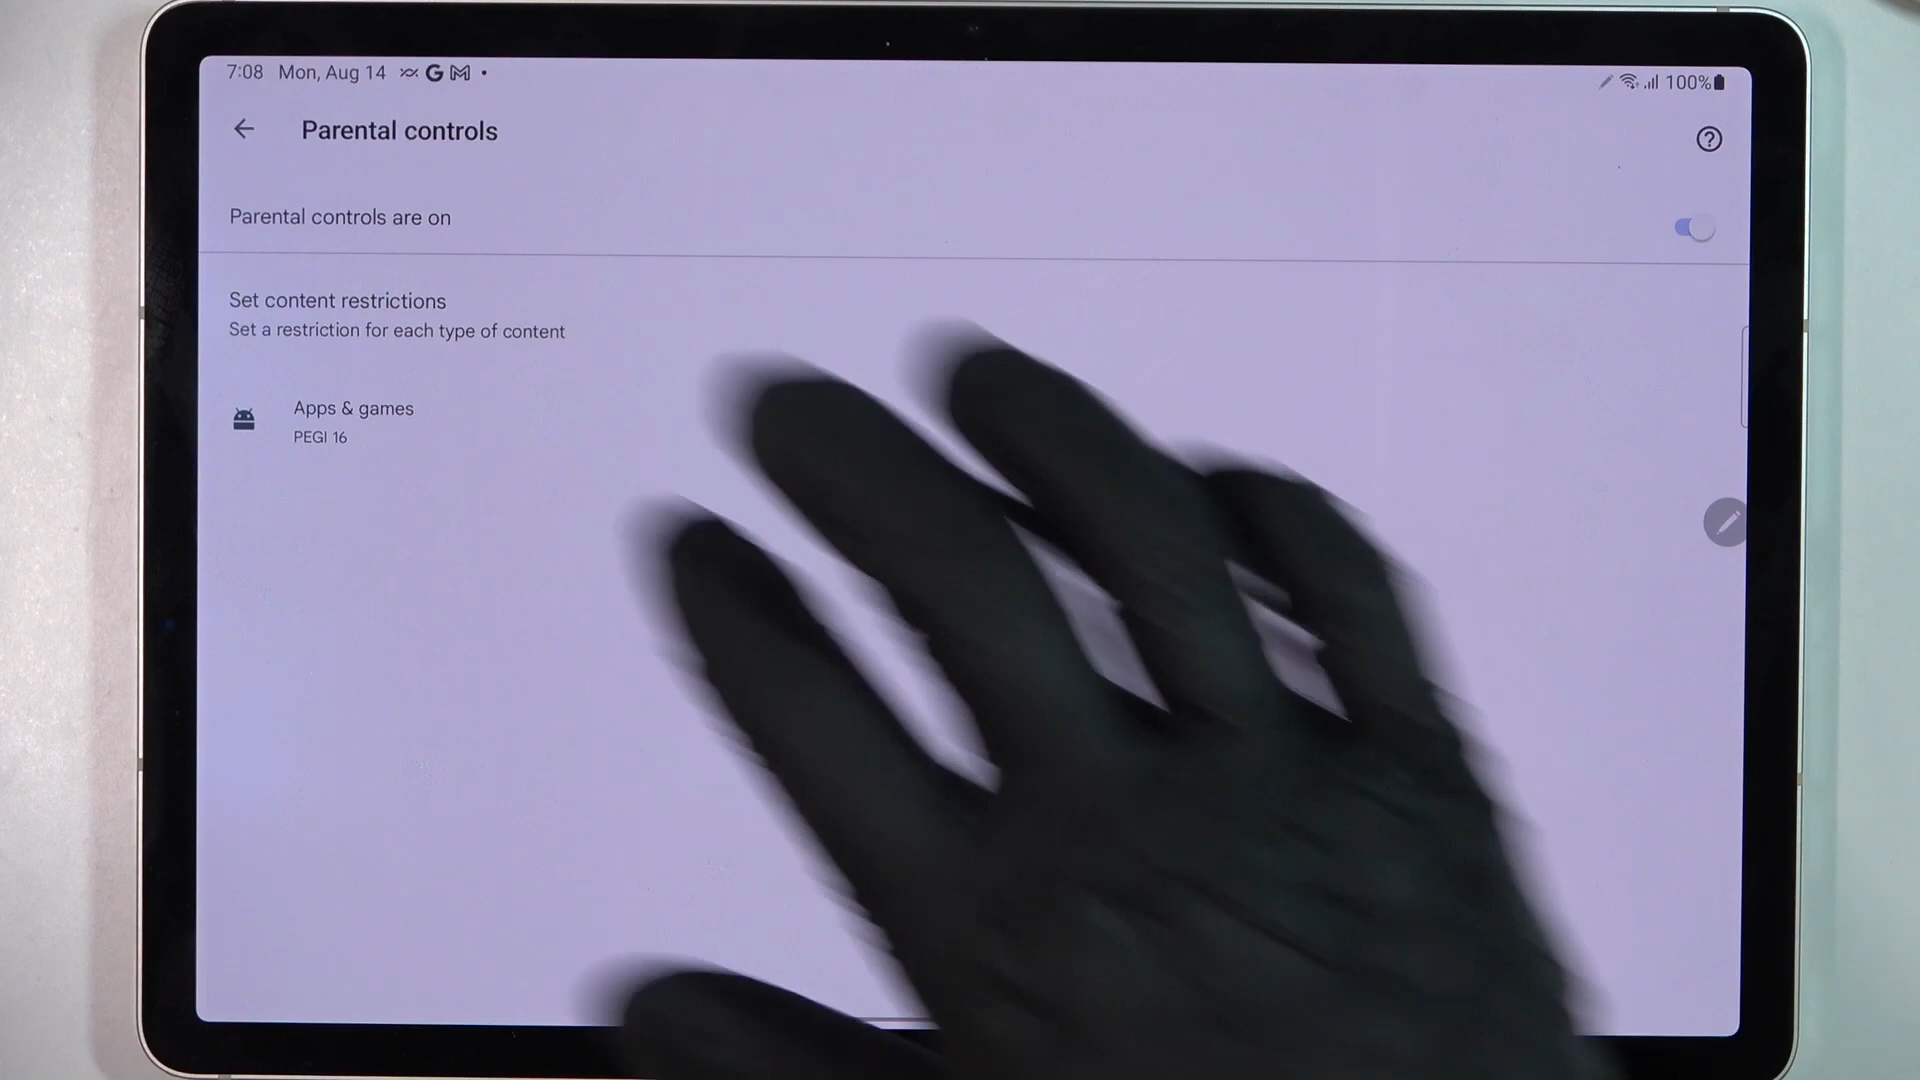 7:08 Mon, Aug 14 G M 100%
Parental controls
Parental controls are on
Set content restrictions
Set a restriction for each type of content
Apps & games
PEGI 16